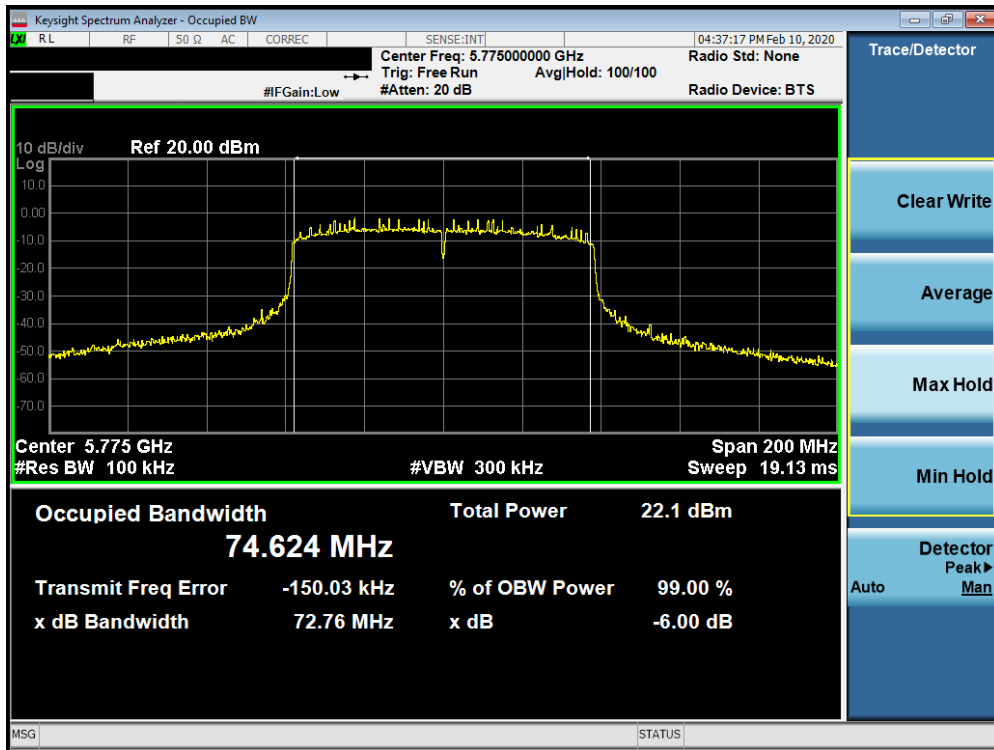 Keysight Spectrum Analyzer - Occupied BW
LXI RL RF 50 Ω AC CORREC SENSE:INT 04:37:17 PM Feb 10, 2020
Center Freq: 5.775000000 GHz Radio Std: None
Trig: Free Run Avg|Hold: 100/100
#IFGain:Low #Atten: 20 dB Radio Device: BTS
10 dB/div Ref 20.00 dBm
Log
10.0
0.00
-10.0
-20.0
-30.0
-40.0
-50.0
-60.0
-70.0
Center 5.775 GHz Span 200 MHz
#Res BW 100 kHz #VBW 300 kHz Sweep 19.13 ms
Occupied Bandwidth Total Power 22.1 dBm
74.624 MHz
Transmit Freq Error -150.03 kHz % of OBW Power 99.00 %
x dB Bandwidth 72.76 MHz x dB -6.00 dB
Trace/Detector
Clear Write
Average
Max Hold
Min Hold
Detector
Peak▶
Auto Man
MSG STATUS